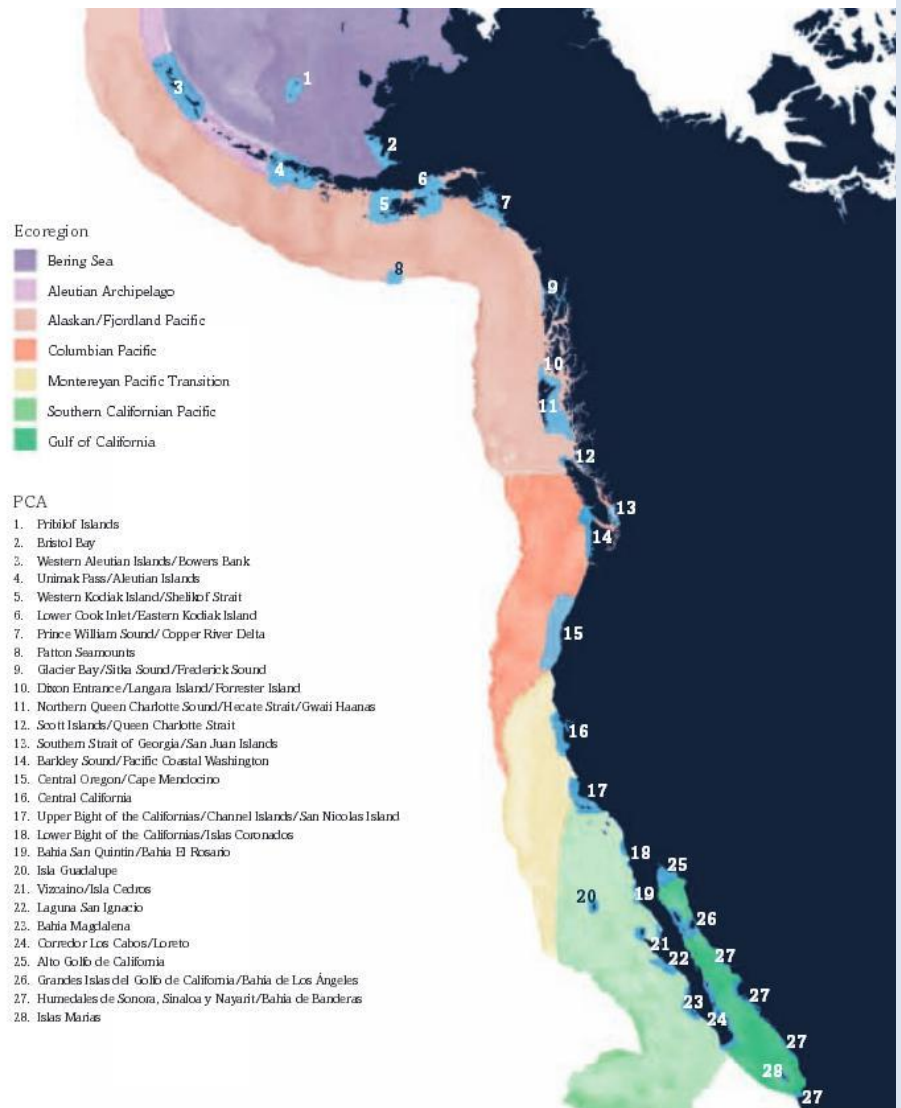 1
2
3
4
5
6
7
8
9
10
11
12
13
14
15
16
17
18
19
20
21
22
23
24
25
26
27
27
27
27
28
Ecoregion
Bering Sea
Aleutian Archipelago
Alaskan/Fjordland Pacific
Columbian Pacific
Montereyan Pacific Transition
Southern Californian Pacific
Gulf of California
PCA
1. Pribilof Islands
2. Bristol Bay
3. Western Aleutian Islands/Bowers Bank
4. Unimak Pass/Aleutian Islands
5. Western Kodiak Island/Shelikof Strait
6. Lower Cook Inlet/Eastern Kodiak Island
7. Prince William Sound/Copper River Delta
8. Patton Seamounts
9. Glacier Bay/Sitka Sound/Frederick Sound
10. Dixon Entrance/Langara Island/Forrester Island
11. Northern Queen Charlotte Sound/Hecate Strait/Gwaii Haanas
12. Scott Islands/Queen Charlotte Strait
13. Southern Strait of Georgia/San Juan Islands
14. Barkley Sound/Pacific Coastal Washington
15. Central Oregon/Cape Mendocino
16. Central California
17. Upper Bight of the Californias/Channel Islands/San Nicolas Island
18. Lower Bight of the Californias/Islas Coronados
19. Bahia San Quintin/Bahia El Rosario
20. Isla Guadalupe
21. Vizcaino/Isla Cedros
22. Laguna San Ignacio
23. Bahia Magdalena
24. Corredor Los Cabos/Loreto
25. Alto Golfo de California
26. Grandes Islas del Golfo de California/Bahia de Los Ángeles
27. Humedales de Sonora, Sinaloa y Nayarit/Bahia de Banderas
28. Islas Marias